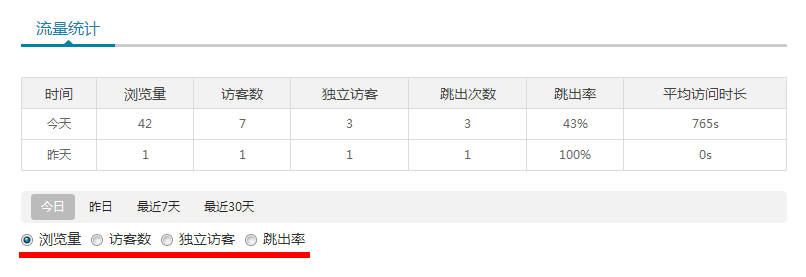 流量统计
时间 浏览量 访客数 独立访客 跳出次数 跳出率 平均访问时长
今天 42 7 3 3 43% 765s
昨天 1 1 1 1 100% 0s
今日 昨日 最近7天 最近30天
浏览量 访客数 独立访客 跳出率